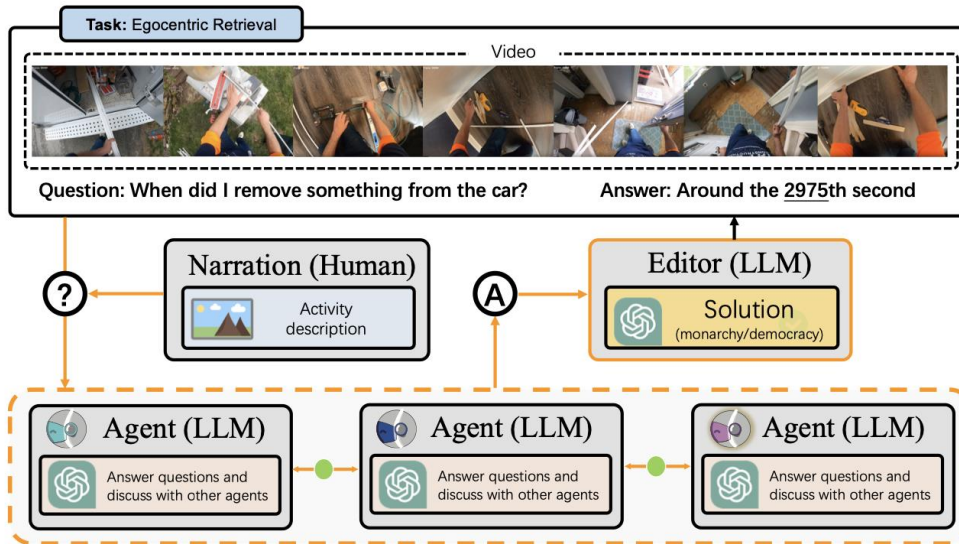 Task: Egocentric Retrieval
Video
Question: When did I remove something from the car?
Answer: Around the 2975th second
?
Narration (Human)
Activity
description
A
Editor (LLM)
Solution
(monarchy/democracy)
Agent (LLM)
Answer questions and
discuss with other agents
Agent (LLM)
Answer questions and
discuss with other agents
Agent (LLM)
Answer questions and
discuss with other agents